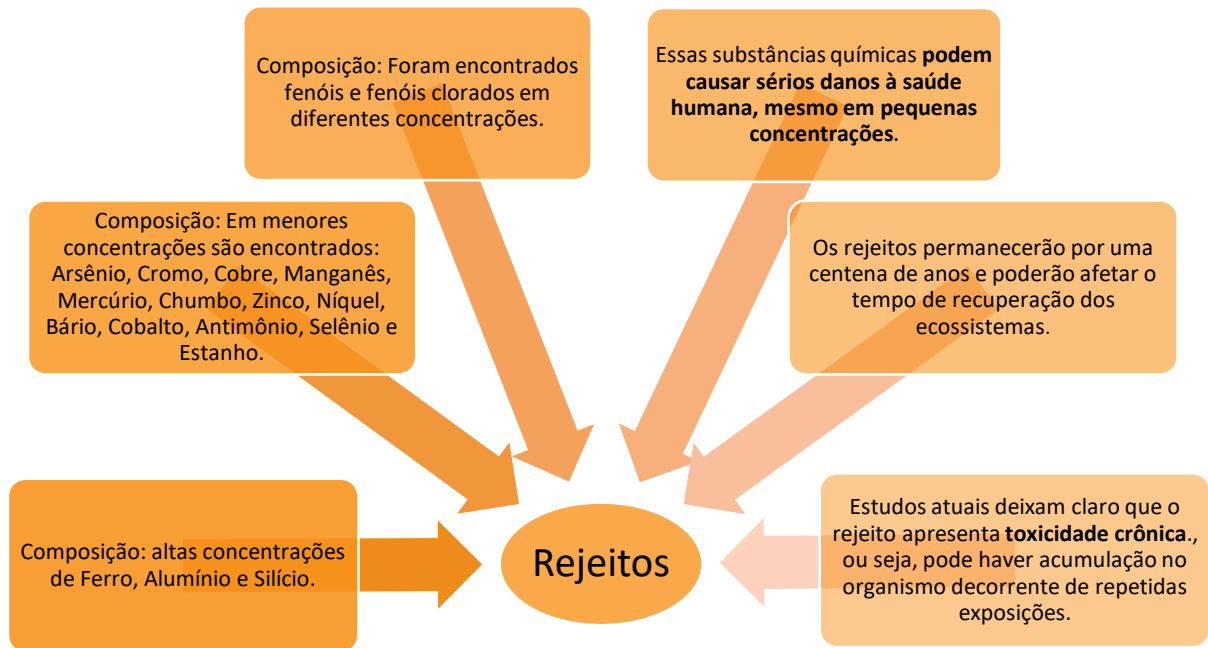 Composição: Foram encontrados
fenóis e fenóis clorados em
diferentes concentrações.
Essas substâncias químicas podem
causar sérios danos à saúde
humana, mesmo em pequenas
concentrações.
Composição: Em menores
concentrações são encontrados:
Arsênio, Cromo, Cobre, Manganês,
Mercúrio, Chumbo, Zinco, Níquel,
Bário, Cobalto, Antimônio, Selênio e
Estanho.
Os rejeitos permanecerão por uma
centena de anos e poderão afetar o
tempo de recuperação dos
ecossistemas.
Composição: altas concentrações
de Ferro, Alumínio e Silício.
Rejeitos
Estudos atuais deixam claro que o
rejeito apresenta toxicidade crônica.,
ou seja, pode haver acumulação no
organismo decorrente de repetidas
exposições.